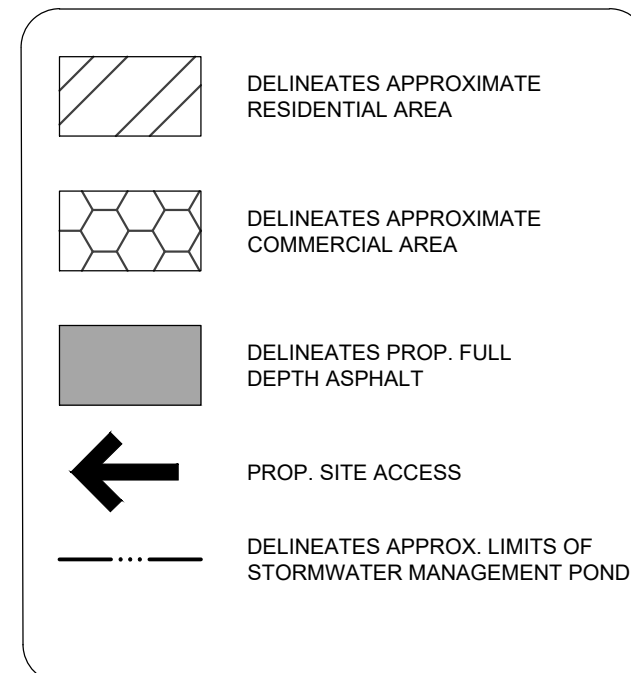 DELINEATES APPROXIMATE
RESIDENTIAL AREA
DELINEATES APPROXIMATE
COMMERCIAL AREA
DELINEATES PROP. FULL
DEPTH ASPHALT
PROP. SITE ACCESS
DELINEATES APPROX. LIMITS OF
STORMWATER MANAGEMENT POND